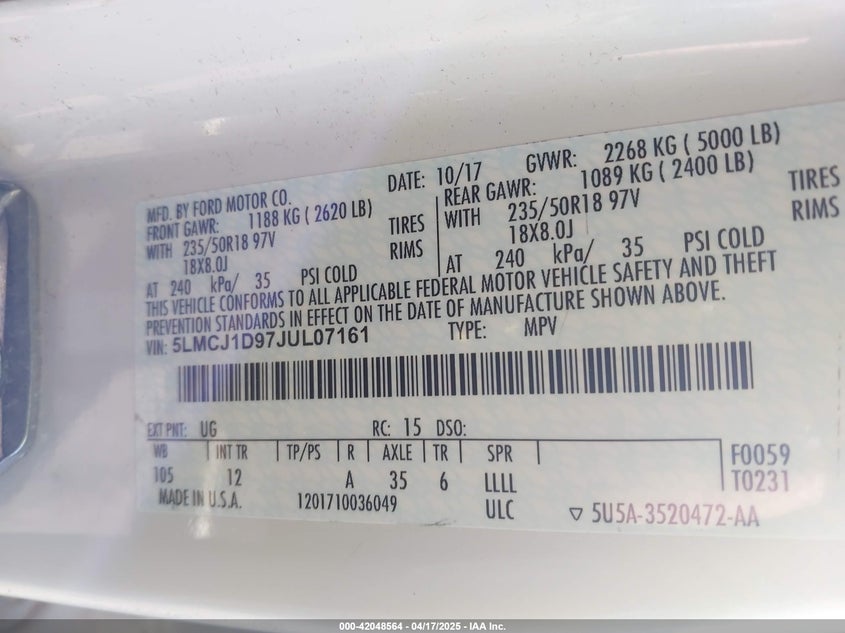 MFD. BY FORD MOTOR CO.
DATE: 10/17 GVWR: 2268 KG ( 5000 LB)
FRONT GAWR: 1188 KG ( 2620 LB)
WITH 235/50R18 97V TIRES
18X8.0J RIMS
AT 240 kPa/ 35 PSI COLD
REAR GAWR: 1089 KG ( 2400 LB)
WITH 235/50R18 97V TIRES
18X8.0J RIMS
AT 240 kPa/ 35 PSI COLD
THIS VEHICLE CONFORMS TO ALL APPLICABLE FEDERAL MOTOR VEHICLE SAFETY AND THEFT
PREVENTION STANDARDS IN EFFECT ON THE DATE OF MANUFACTURE SHOWN ABOVE.
VIN: 5LMCJ1D97JUL07161 TYPE: MPV
EXT PNT: UG RC: 15 DSO:
WB INT TR TP/PS R AXLE TR SPR
105 12 A 35 6 LLLL
F0059
T0231
MADE IN U.S.A. 1201710036049 ULC ▽ 5U5A-3520472-AA
000-42048564 - 04/17/2025 - IAA Inc.